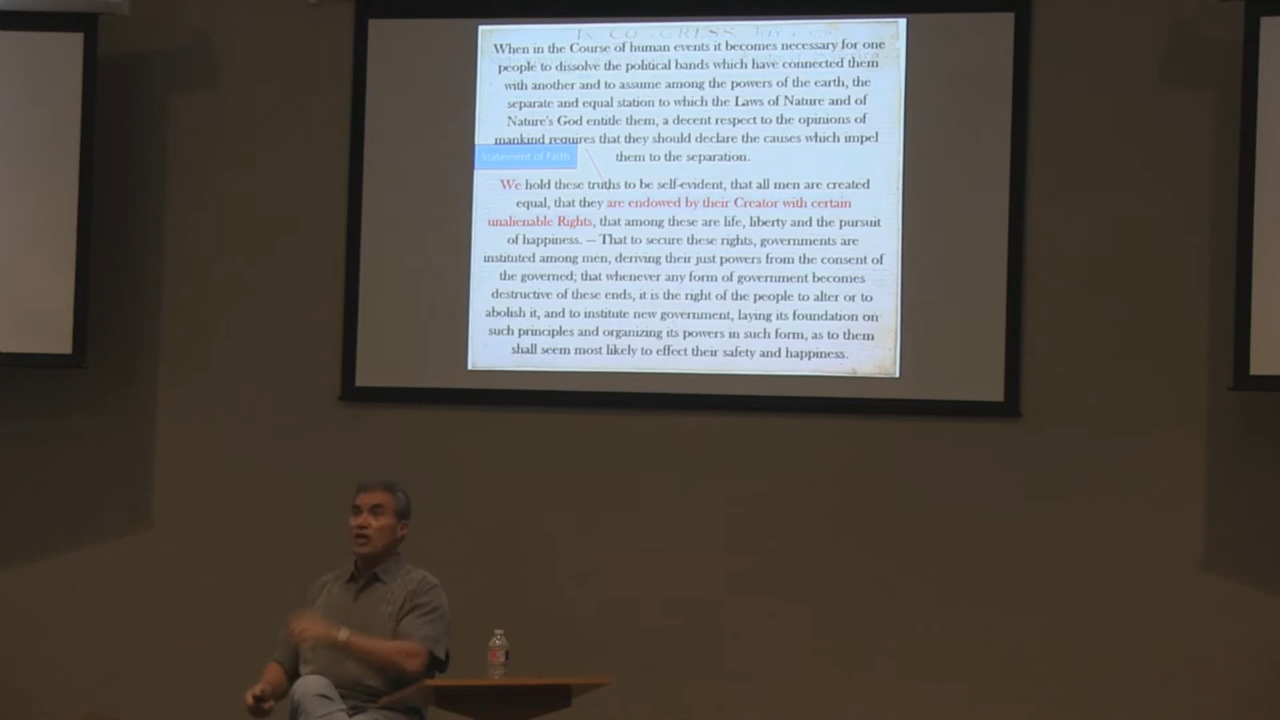 IN CONGRESS, July 4, 1776
When in the Course of human events it becomes necessary for one
people to dissolve the political bands which have connected them
with another and to assume among the powers of the earth, the
separate and equal station to which the Laws of Nature and of
Nature's God entitle them, a decent respect to the opinions of
mankind requires that they should declare the causes which impel
Statement of Faith
them to the separation.
We hold these truths to be self-evident, that all men are created
equal, that they are endowed by their Creator with certain
unalienable Rights, that among these are life, liberty and the pursuit
of happiness. – That to secure these rights, governments are
instituted among men, deriving their just powers from the consent of
the governed; that whenever any form of government becomes
destructive of these ends, it is the right of the people to alter or to
abolish it, and to institute new government, laying its foundation on
such principles and organizing its powers in such form, as to them
shall seem most likely to effect their safety and happiness.